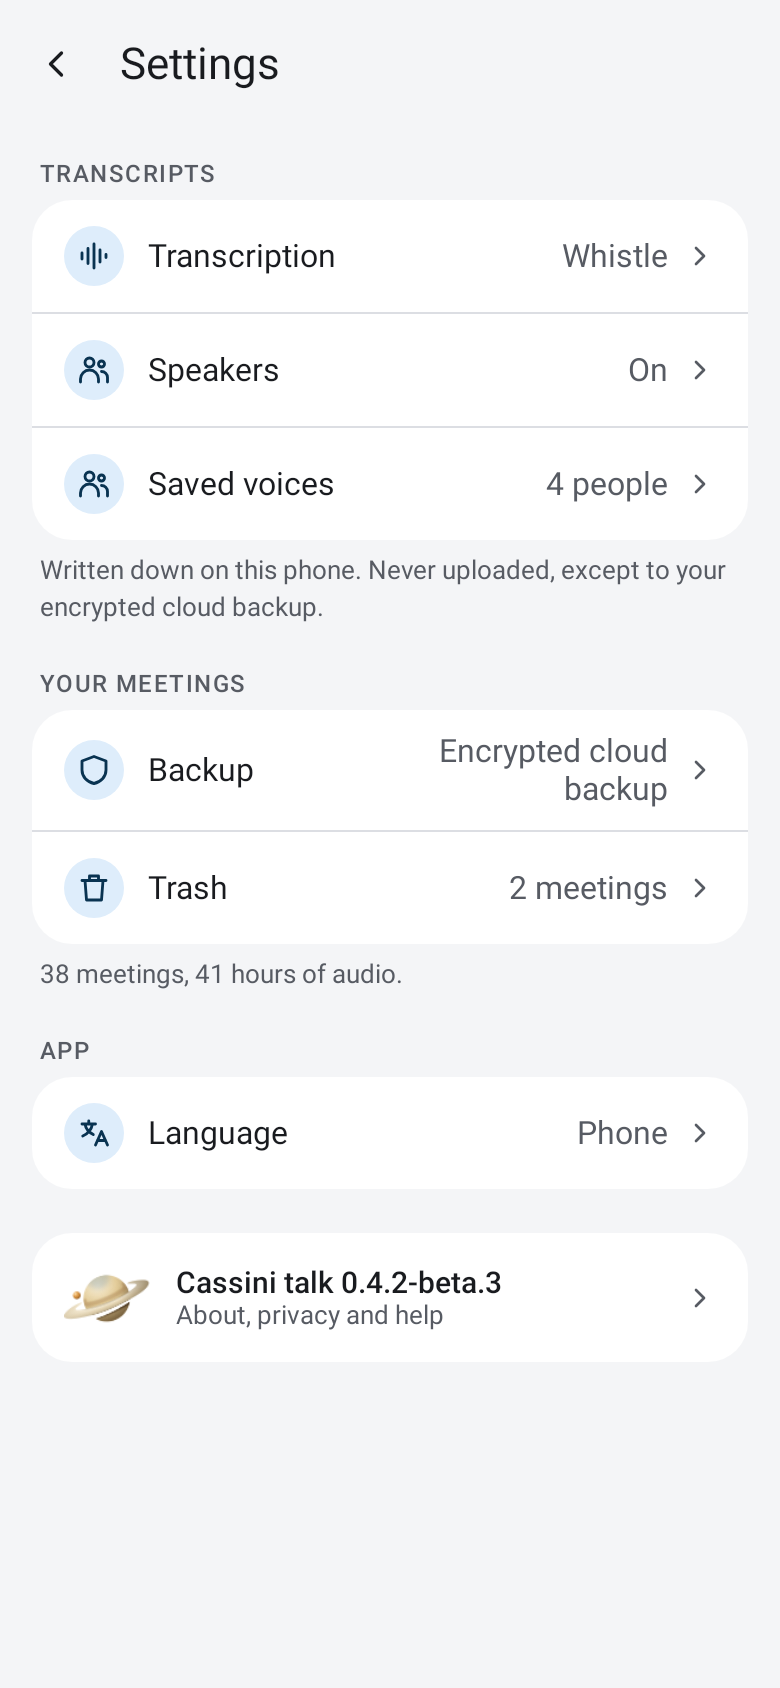 Settings
TRANSCRIPTS
Transcription Whistle
Speakers On
Saved voices 4 people
Written down on this phone. Never uploaded, except to your
encrypted cloud backup.
YOUR MEETINGS
Backup Encrypted cloud
backup
Trash 2 meetings
38 meetings, 41 hours of audio.
APP
Language Phone
Cassini talk 0.4.2-beta.3
About, privacy and help